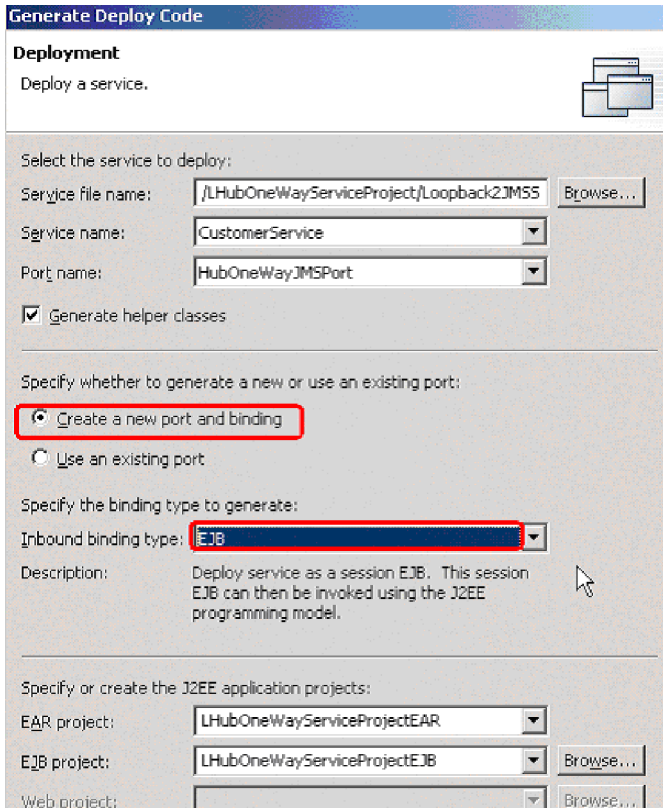 Generate Deploy Code
Deployment
Deploy a service.
Select the service to deploy:
Service file name: /LHubOneWayServiceProject/Loopback2JMSS Browse...
Service name: CustomerService
Port name: HubOneWayJMSPort
Generate helper classes
Specify whether to generate a new or use an existing port:
Create a new port and binding
Use an existing port
Specify the binding type to generate:
Inbound binding type: EJB
Description: Deploy service as a session EJB. This session
EJB can then be invoked using the J2EE
programming model.
Specify or create the J2EE application projects:
EAR project: LHubOneWayServiceProjectEAR
EJB project: LHubOneWayServiceProjectEJB Browse...
Web project: Browse...